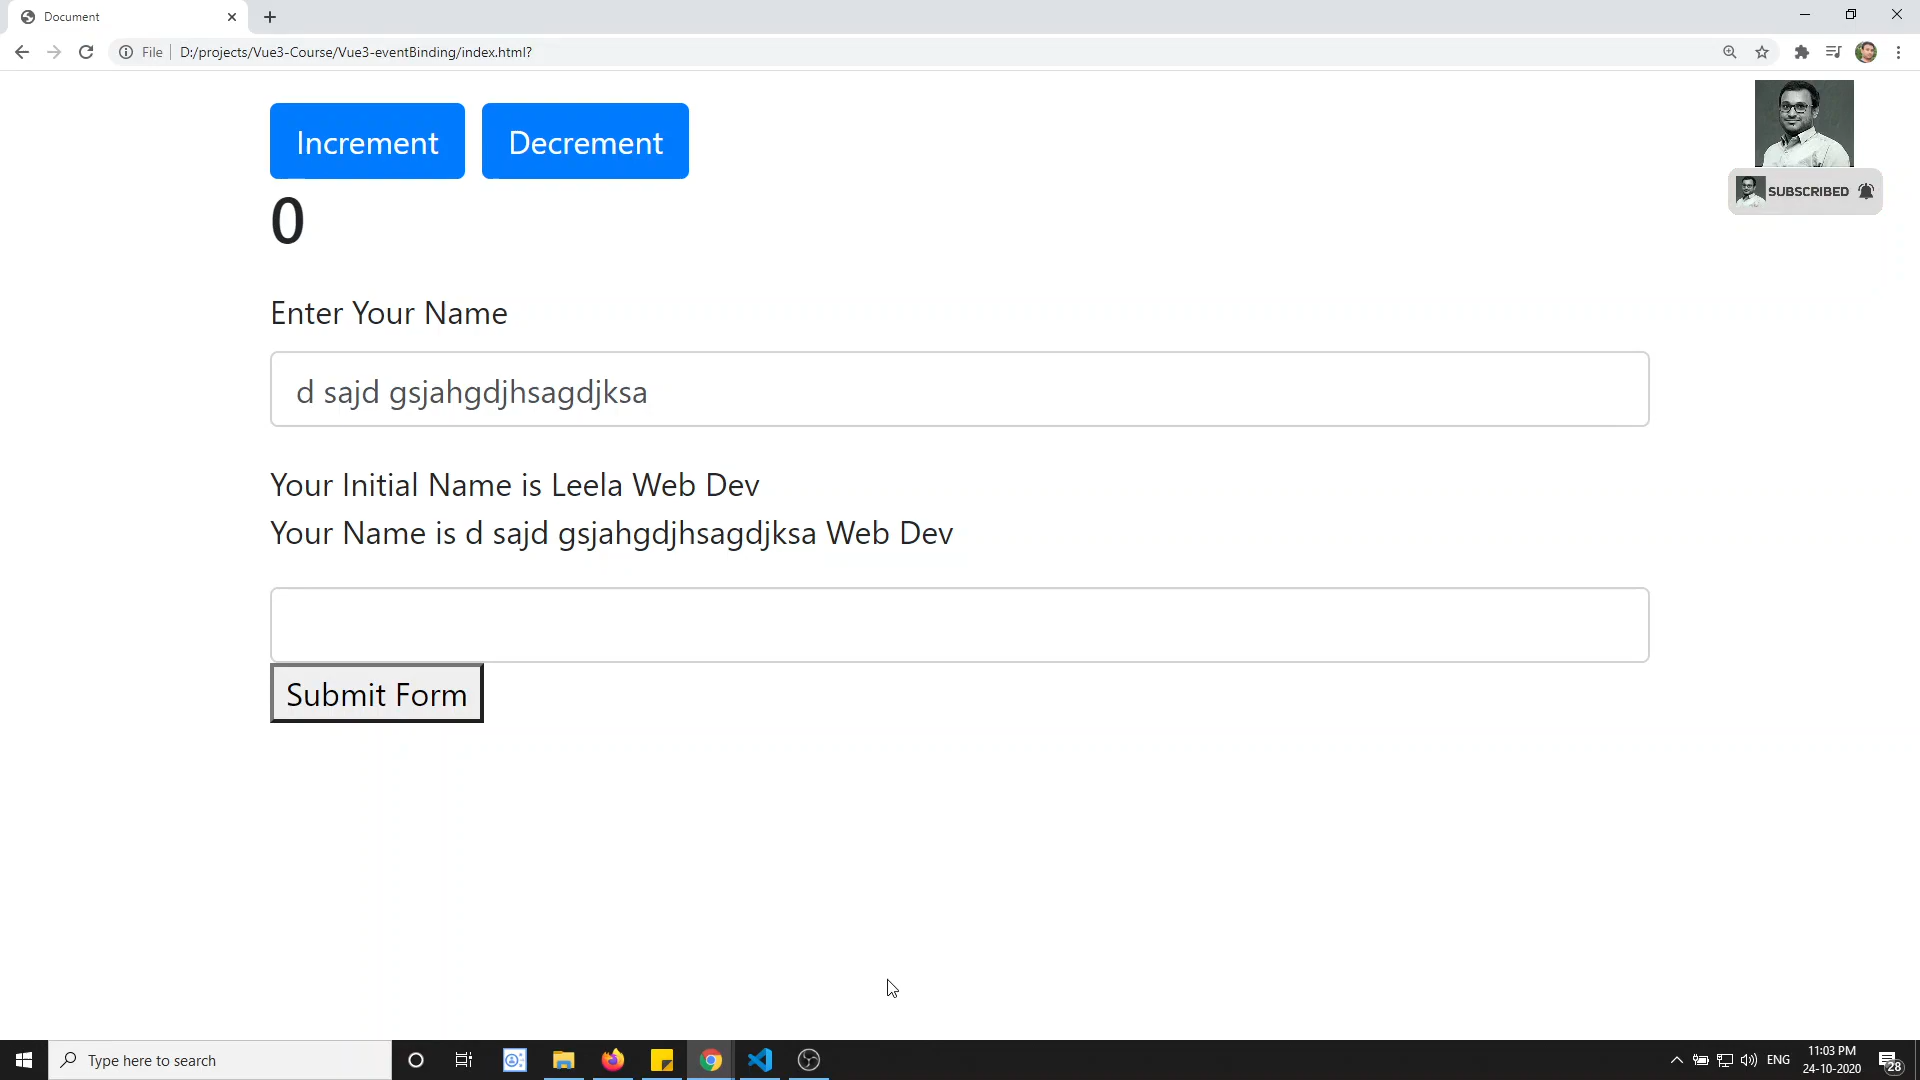 Document
File
D:/projects/Vue3-Course/Vue3-eventBinding/index.html?
Increment
Decrement
SUBSCRIBED
0
Enter Your Name
d sajd gsjahgdjhsagdjksa
Your Initial Name is Leela Web Dev
Your Name is d sajd gsjahgdjhsagdjksa Web Dev
Submit Form
Type here to search
ENG
11:03 PM
24-10-2020
28